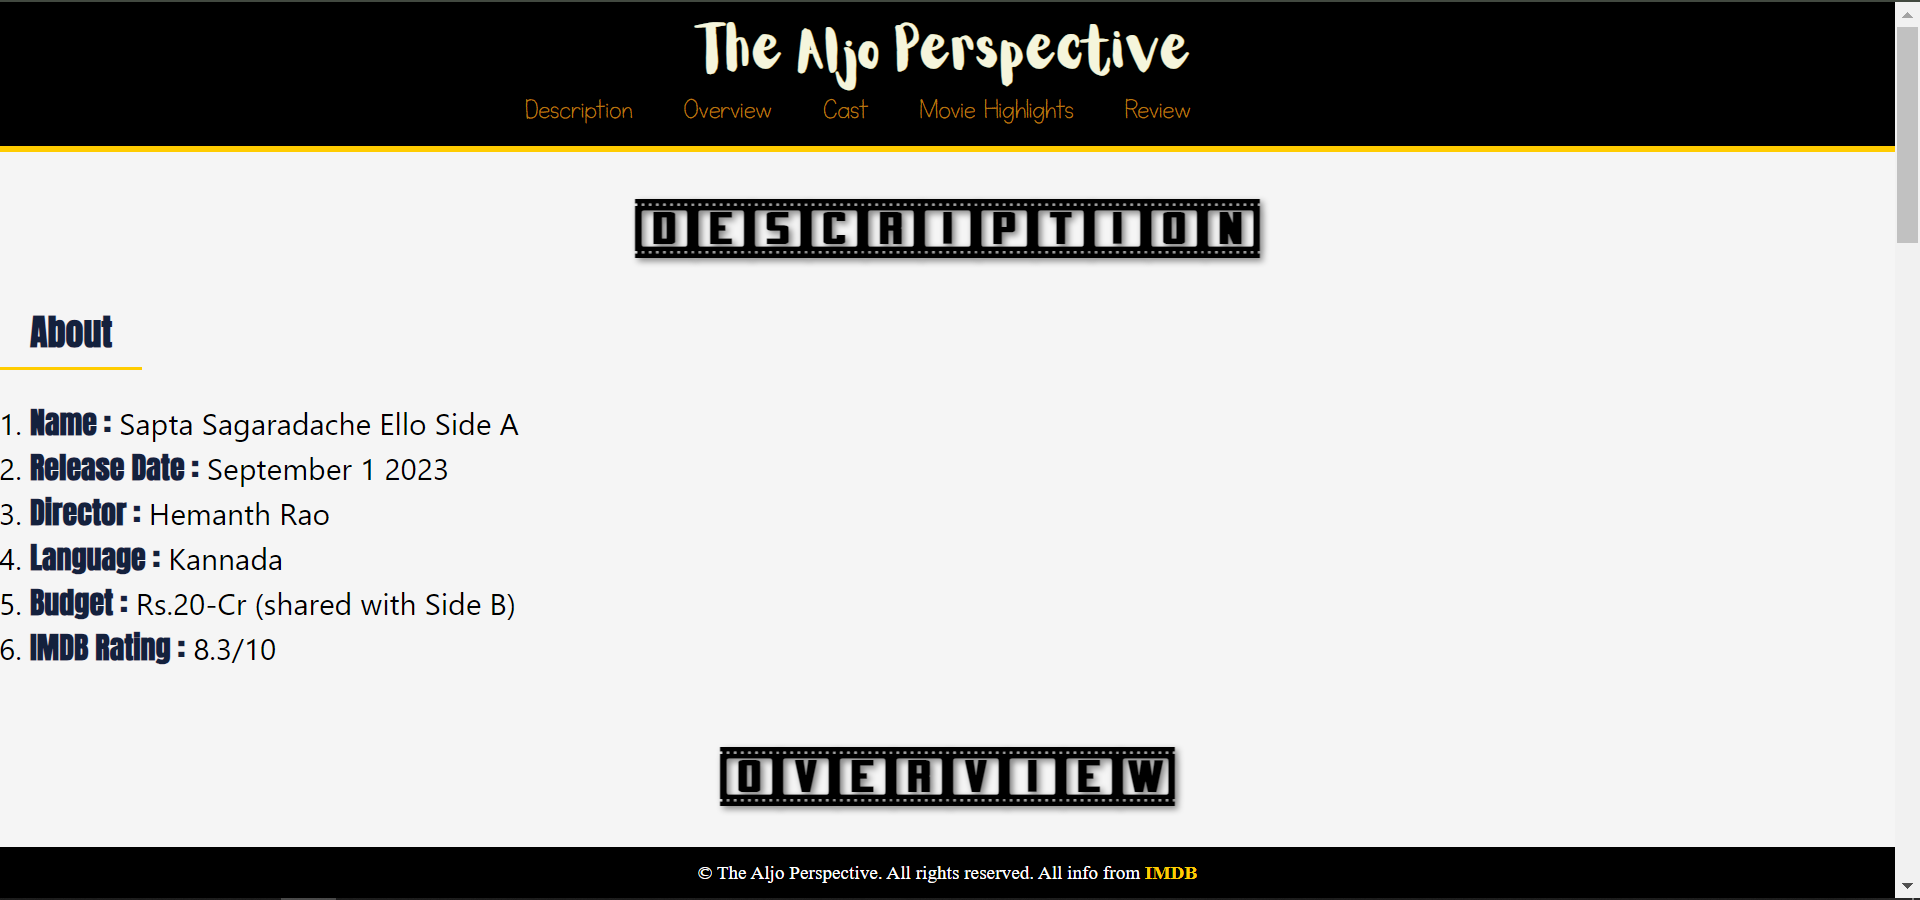 The Aljo Perspective
Description Overview Cast Movie Highlights Review
DESCRIPTION
About
1. Name : Sapta Sagaradache Ello Side A
2. Release Date : September 1 2023
3. Director : Hemanth Rao
4. Language : Kannada
5. Budget : Rs.20-Cr (shared with Side B)
6. IMDB Rating : 8.3/10
OVERVIEW
© The Aljo Perspective. All rights reserved. All info from IMDB